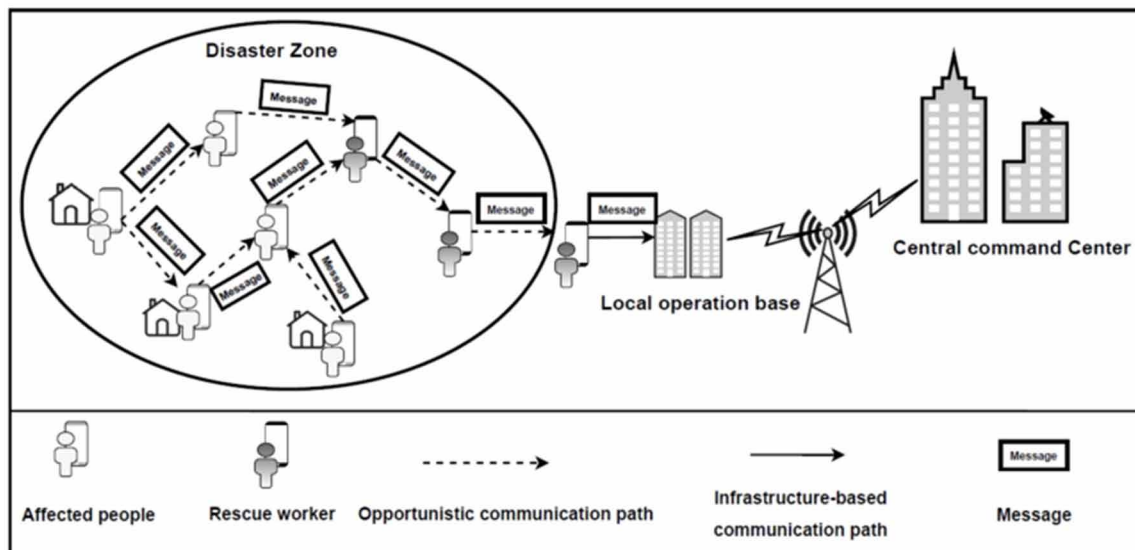 Disaster Zone
Message
Message
Message
Message
Message
Message
Message
Message
Message
Central command Center
Local operation base
Message
Affected people
Rescue worker
Opportunistic communication path
Infrastructure-based
communication path
Message